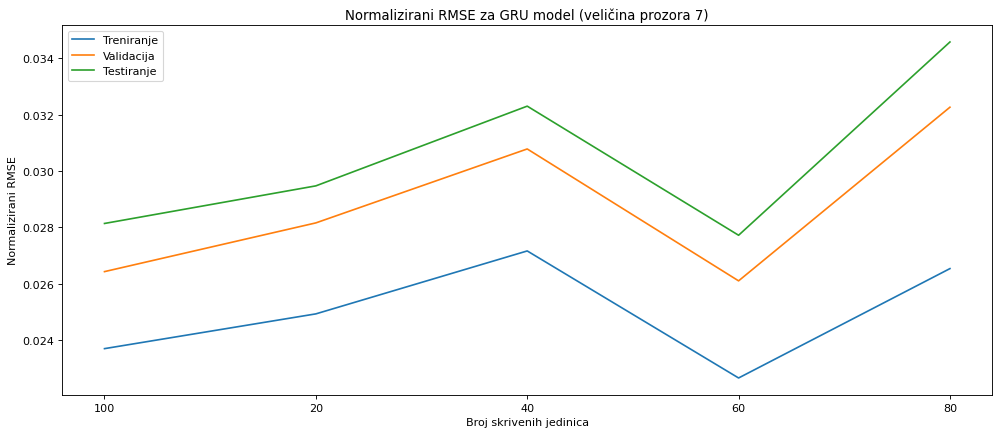 Normalizirani RMSE za GRU model (veličina prozora 7)
Treniranje
Validacija
Testiranje
Normalizirani RMSE
0.034
0.032
0.030
0.028
0.026
0.024
100 20 40 60 80
Broj skrivenih jedinica